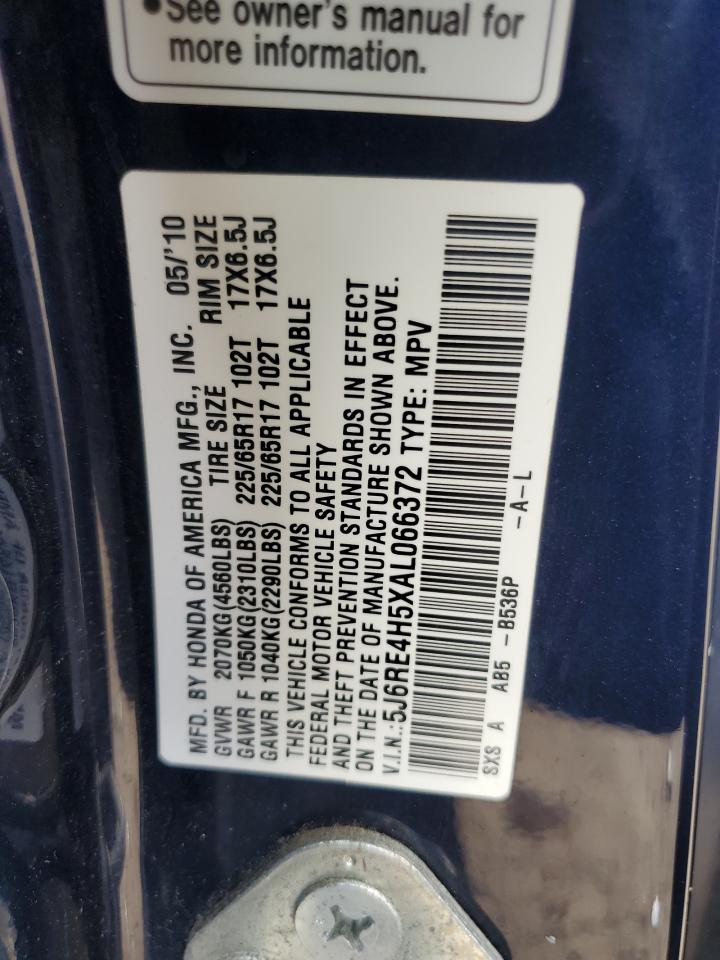 •See owner's manual for
more information.
MFD. BY HONDA OF AMERICA MFG., INC. 05/'10
GVWR 2070KG(4560LBS) TIRE SIZE RIM SIZE
GAWR F 1050KG(2310LBS) 225/65R17 102T 17X6.5J
GAWR R 1040KG(2290LBS) 225/65R17 102T 17X6.5J
THIS VEHICLE CONFORMS TO ALL APPLICABLE
FEDERAL MOTOR VEHICLE SAFETY
AND THEFT PREVENTION STANDARDS IN EFFECT
ON THE DATE OF MANUFACTURE SHOWN ABOVE.
V.I.N.:5J6RE4H5XAL066372 TYPE: MPV
SXS A AB5 -B536P -A-L